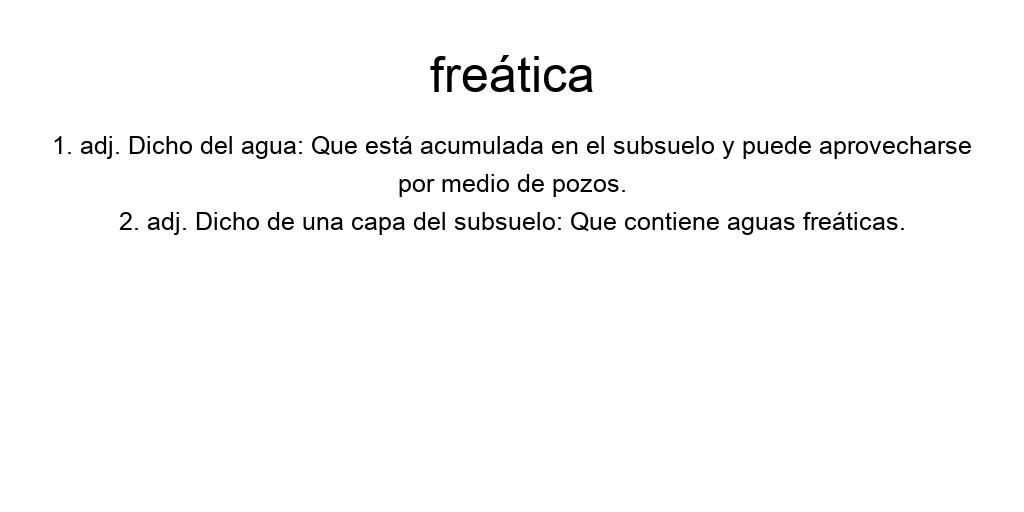 freática
1. adj. Dicho del agua: Que está acumulada en el subsuelo y puede aprovecharse
por medio de pozos.
2. adj. Dicho de una capa del subsuelo: Que contiene aguas freáticas.